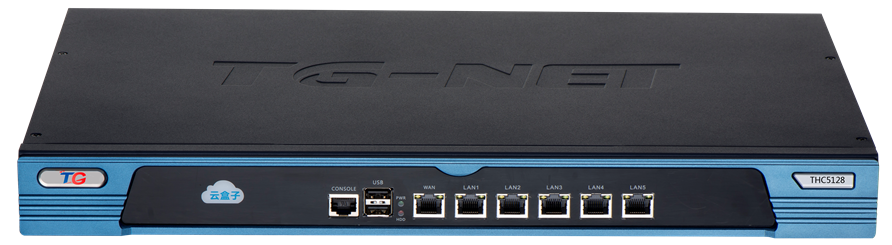 TG-NET
TG
云盒子
CONSOLE
USB
PWR
HDD
WAN
LAN1
LAN2
LAN3
LAN4
LAN5
THC5128